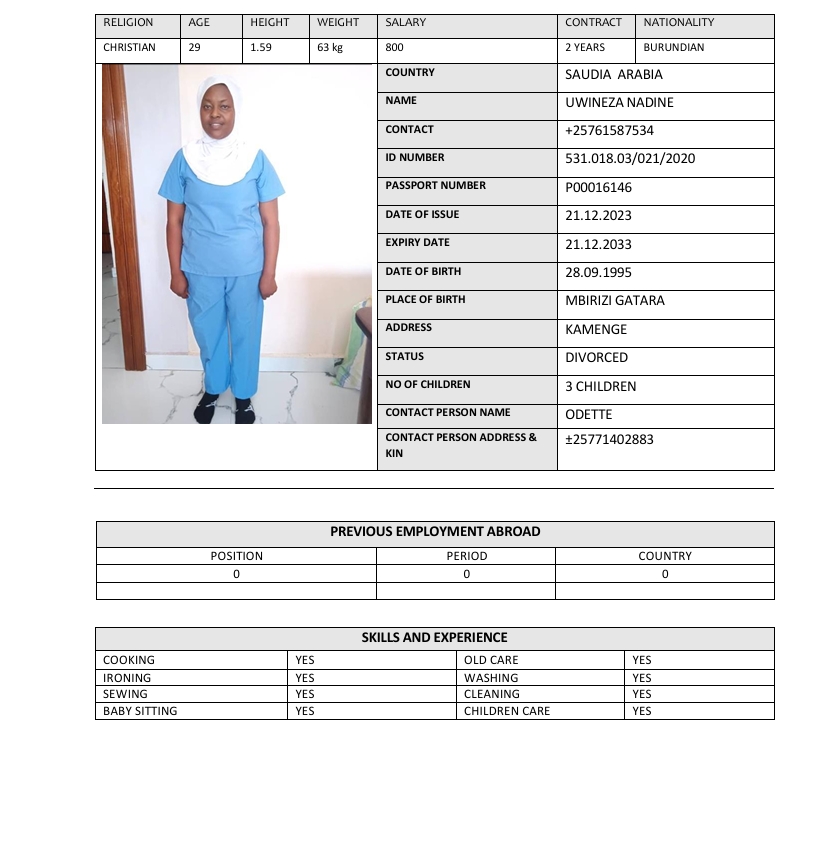 RELIGION AGE HEIGHT WEIGHT SALARY CONTRACT NATIONALITY
CHRISTIAN 29 1.59 63 kg 800 2 YEARS BURUNDIAN
COUNTRY SAUDIA ARABIA
NAME UWINEZA NADINE
CONTACT +25761587534
ID NUMBER 531.018.03/021/2020
PASSPORT NUMBER P00016146
DATE OF ISSUE 21.12.2023
EXPIRY DATE 21.12.2033
DATE OF BIRTH 28.09.1995
PLACE OF BIRTH MBIRIZI GATARA
ADDRESS KAMENGE
STATUS DIVORCED
NO OF CHILDREN 3 CHILDREN
CONTACT PERSON NAME ODETTE
CONTACT PERSON ADDRESS & ±25771402883
KIN
PREVIOUS EMPLOYMENT ABROAD
POSITION PERIOD COUNTRY
0 0 0
SKILLS AND EXPERIENCE
COOKING YES OLD CARE YES
IRONING YES WASHING YES
SEWING YES CLEANING YES
BABY SITTING YES CHILDREN CARE YES